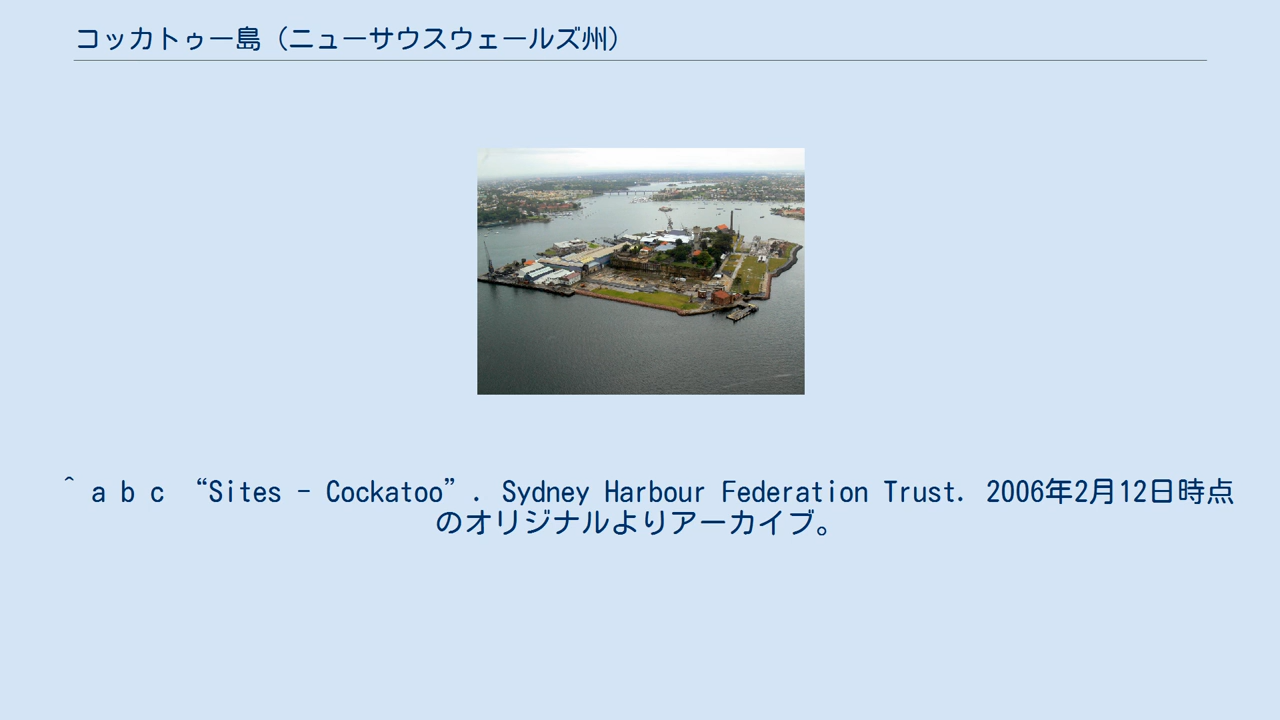 コッカトゥー島（ニューサウスウェールズ州）
^ a b c “Sites - Cockatoo”. Sydney Harbour Federation Trust. 2006年2月12日時点
のオリジナルよりアーカイブ。